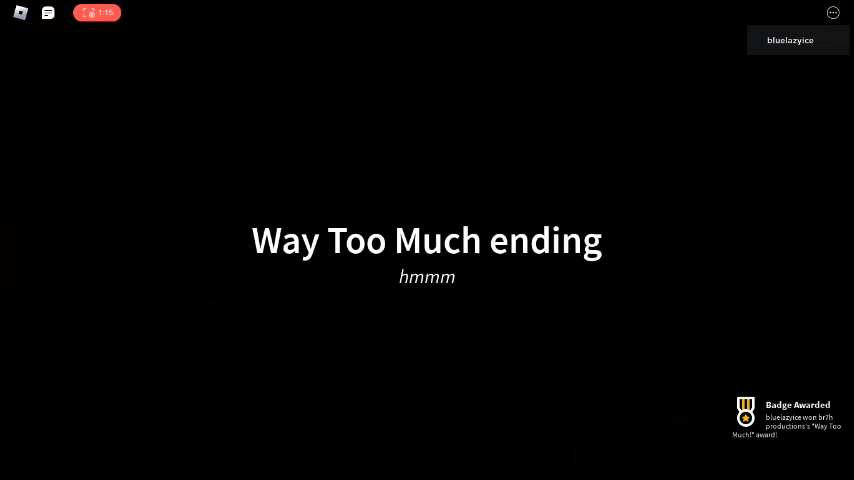 1:15
bluelazyice
Way Too Much ending
hmmm
Badge Awarded
bluelazyice won br7h
productions's "Way Too
Much!" award!